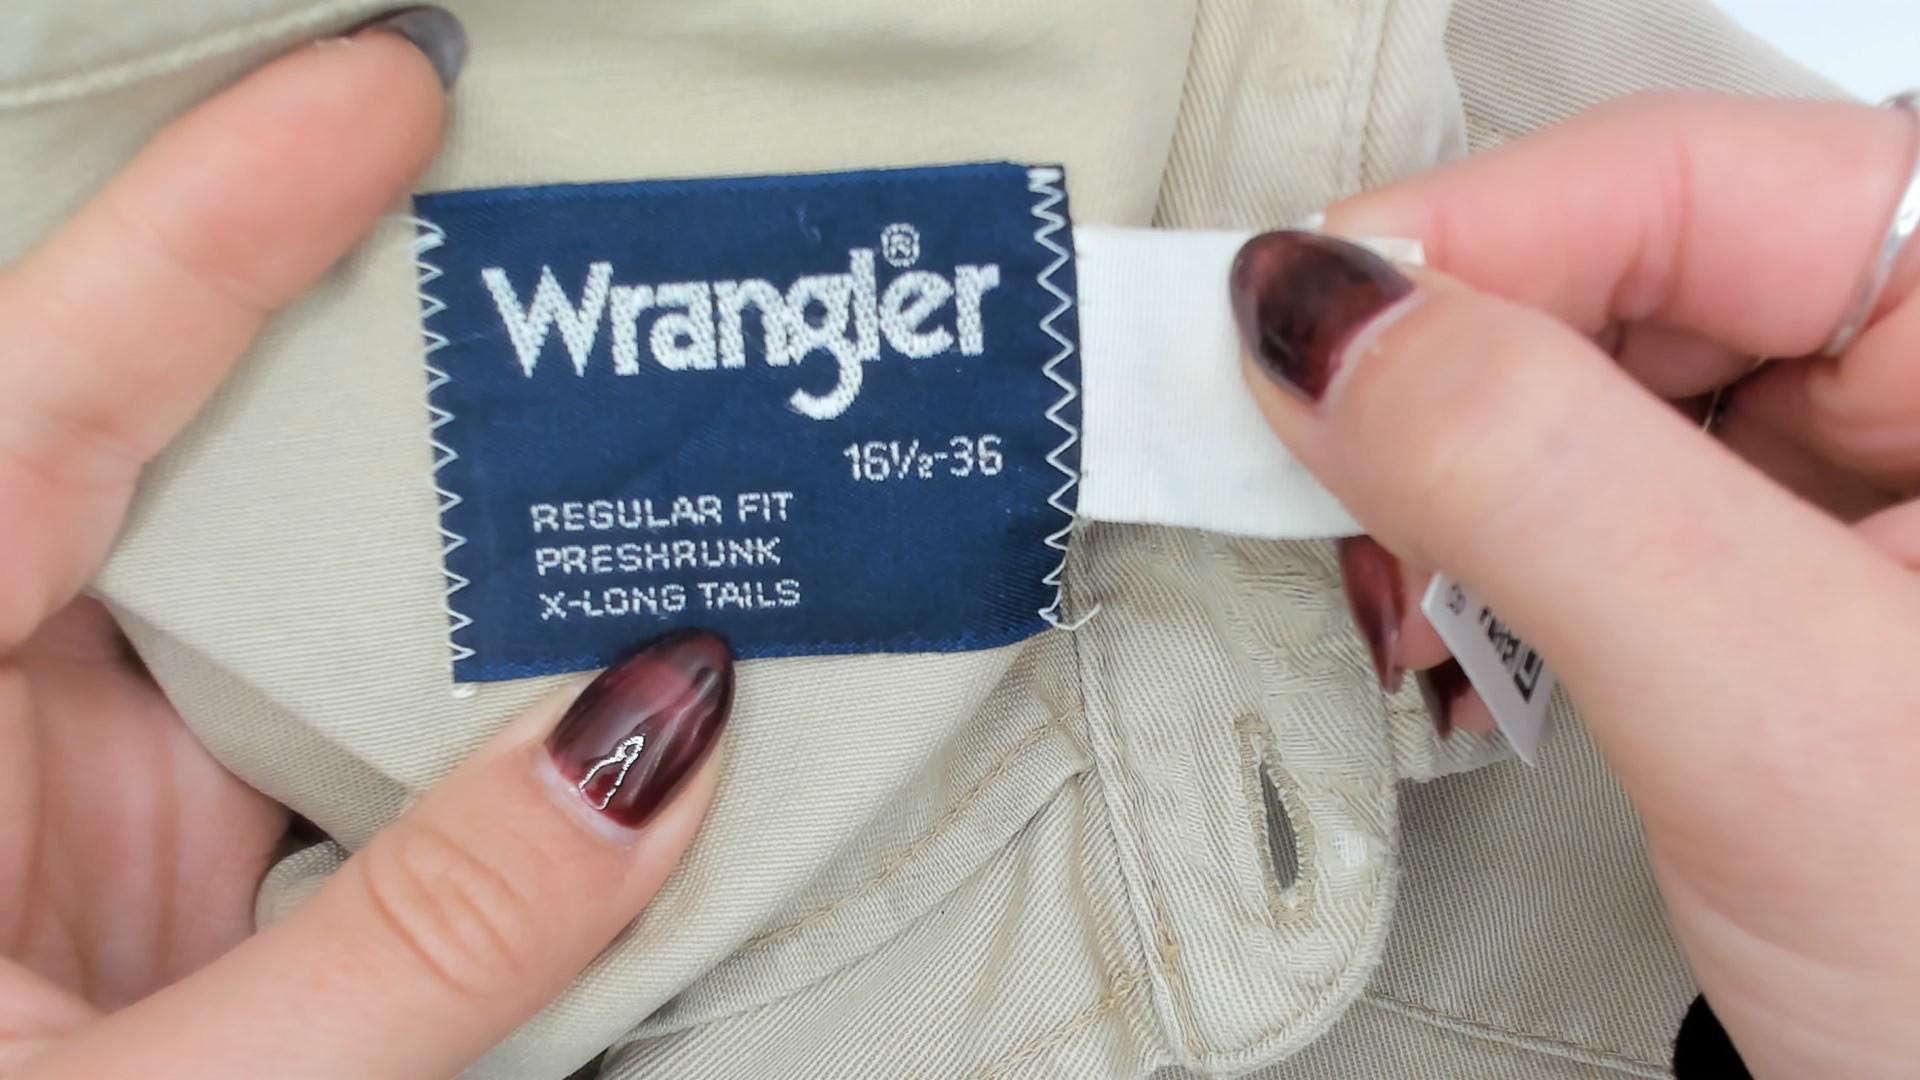 Wrangler®
16½-36
REGULAR FIT
PRESHRUNK
X-LONG TAILS